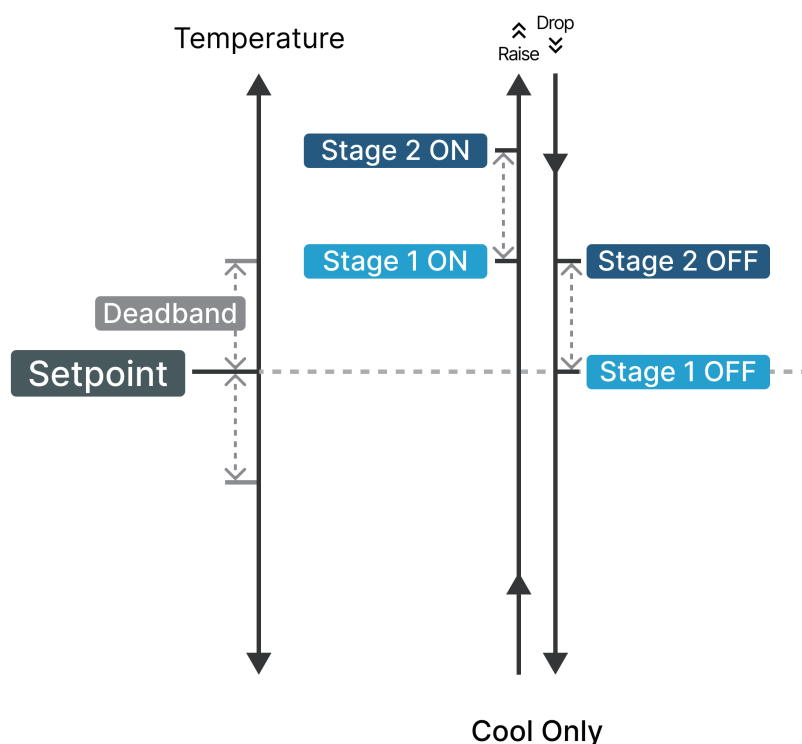 Temperature
Drop
Raise
Stage 2 ON
Stage 1 ON
Stage 2 OFF
Deadband
Setpoint
Stage 1 OFF
Cool Only